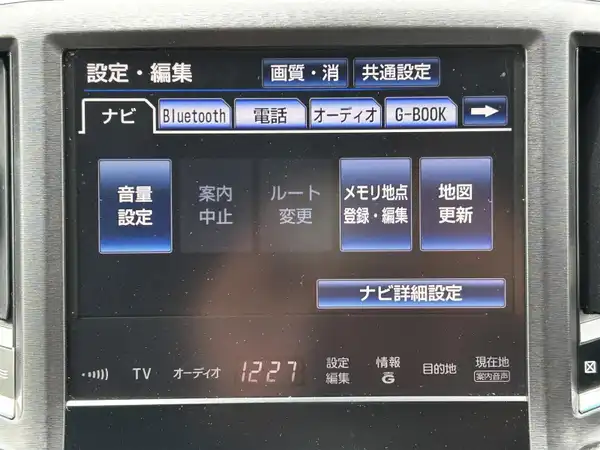 設定・編集
画質・消
共通設定
ナビ
Bluetooth
電話
オーディオ
G-BOOK
音量
設定
案内
中止
ルート
変更
メモリ地点
登録・編集
地図
更新
ナビ詳細設定
TV
オーディオ
12:27
設定
編集
情報
G
目的地
現在地
案内音声